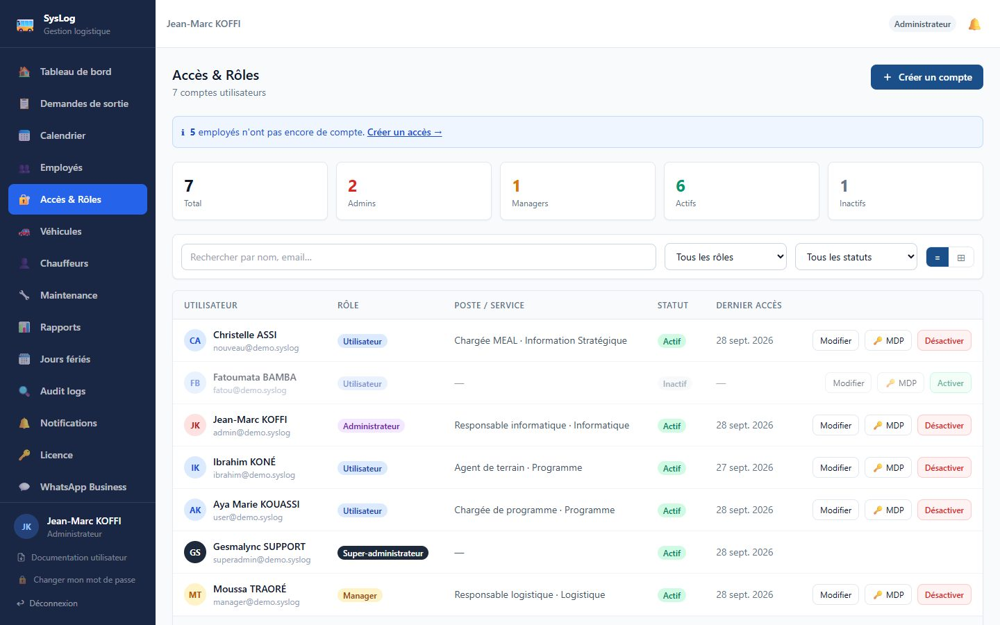 SysLog
Gestion logistique
Tableau de bord
Demandes de sortie
Calendrier
Employés
Accès & Rôles
Véhicules
Chauffeurs
Maintenance
Rapports
Jours fériés
Audit logs
Notifications
Licence
WhatsApp Business
JK
Jean-Marc KOFFI
Administrateur
Documentation utilisateur
Changer mon mot de passe
Déconnexion
Jean-Marc KOFFI
Administrateur
Accès & Rôles
7 comptes utilisateurs
+ Créer un compte
ℹ 5 employés n'ont pas encore de compte. Créer un accès →
7
Total
2
Admins
1
Managers
6
Actifs
1
Inactifs
Rechercher par nom, email...
Tous les rôles
Tous les statuts
UTILISATEUR RÔLE POSTE / SERVICE STATUT DERNIER ACCÈS
CA Christelle ASSI
nouveau@demo.syslog
Utilisateur Chargée MEAL · Information Stratégique Actif 28 sept. 2026 Modifier MDP Désactiver
FB Fatoumata BAMBA
fatou@demo.syslog
Utilisateur — Inactif — Modifier MDP Activer
JK Jean-Marc KOFFI
admin@demo.syslog
Administrateur Responsable informatique · Informatique Actif 28 sept. 2026 Modifier MDP Désactiver
IK Ibrahim KONÉ
ibrahim@demo.syslog
Utilisateur Agent de terrain · Programme Actif 27 sept. 2026 Modifier MDP Désactiver
AK Aya Marie KOUASSI
user@demo.syslog
Utilisateur Chargée de programme · Programme Actif 28 sept. 2026 Modifier MDP Désactiver
GS Gesmalync SUPPORT
superadmin@demo.syslog
Super-administrateur — Actif 28 sept. 2026
MT Moussa TRAORÉ
manager@demo.syslog
Manager Responsable logistique · Logistique Actif 28 sept. 2026 Modifier MDP Désactiver